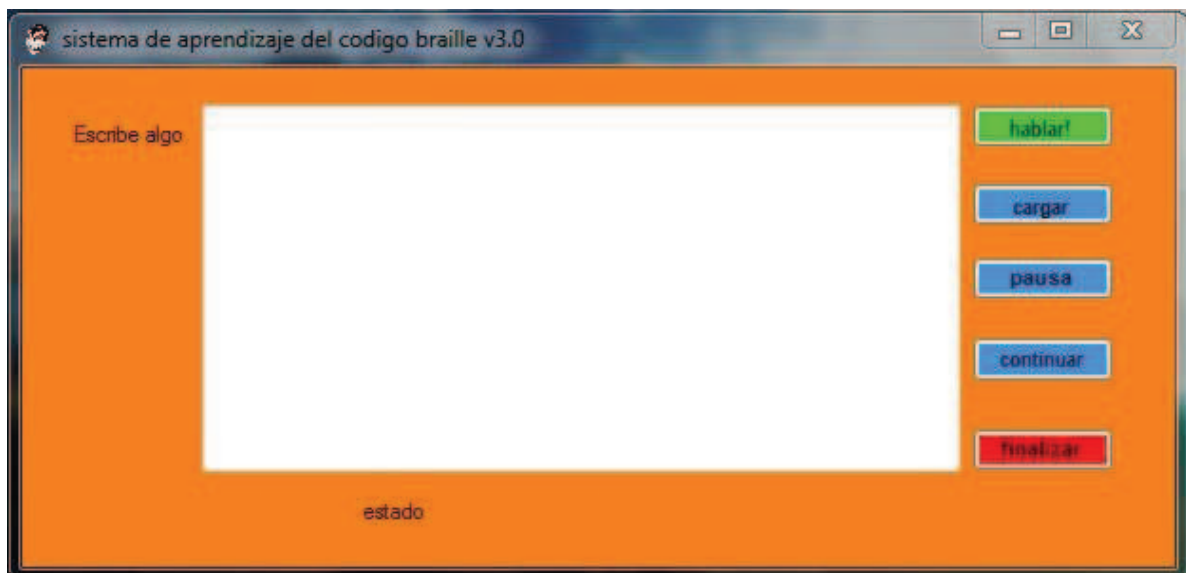 sistema de aprendizaje del codigo braille v3.0
Escribe algo
hablar!
cargar
pausa
continuar
finalizar
estado